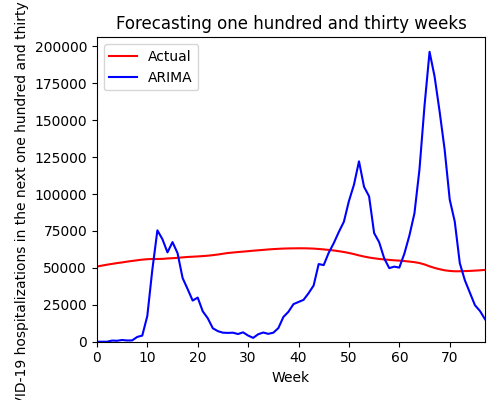 Forecasting one hundred and thirty weeks
VID-19 hospitalizations in the next one hundred and thirty
200000
175000
150000
125000
100000
75000
50000
25000
0
Actual
ARIMA
0 10 20 30 40 50 60 70
Week